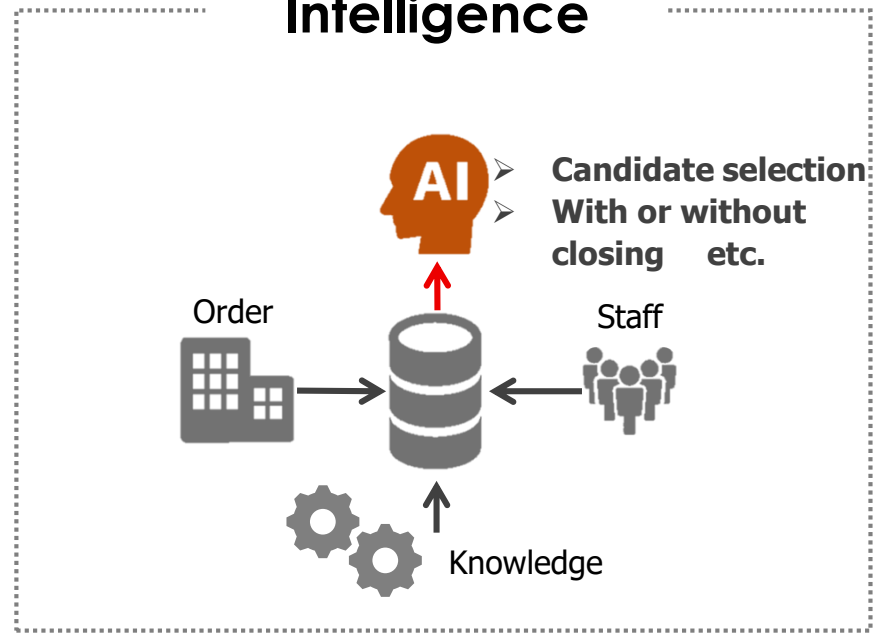 Intelligence
AI
➢ Candidate selection
➢ With or without
closing etc.
Order
Staff
Knowledge